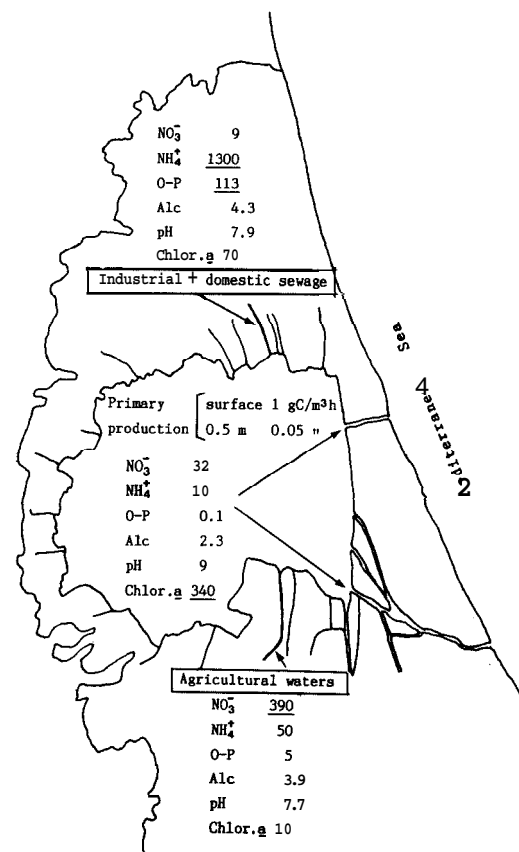 NO₃⁻ 9
NH₄⁺ 1300
O-P 113
Alc 4.3
pH 7.9
Chlor.a 70
Industrial + domestic sewage
2editerrane4 Sea
Primary production surface 1 gC/m³h
0.5 m 0.05 "
NO₃⁻ 32
NH₄⁺ 10
O-P 0.1
Alc 2.3
pH 9
Chlor.a 340
Agricultural waters
NO₃⁻ 390
NH₄⁺ 50
O-P 5
Alc 3.9
pH 7.7
Chlor.a 10